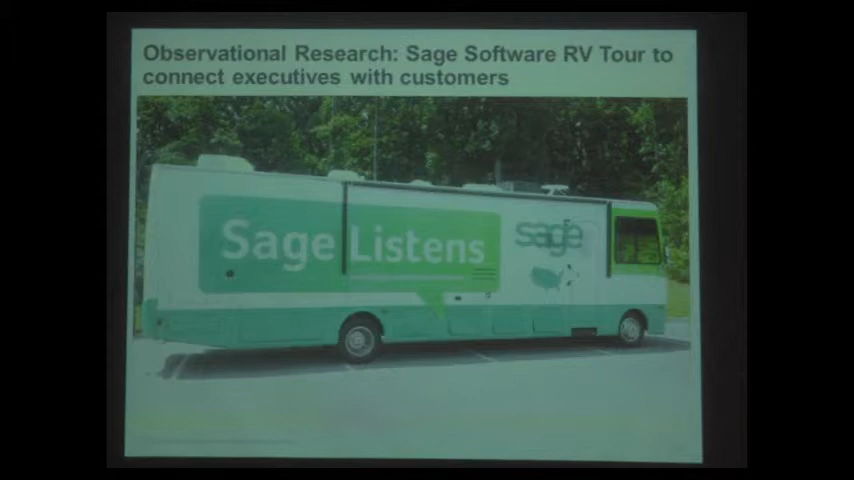 Observational Research: Sage Software RV Tour to
connect executives with customers
Sage Listens
sage